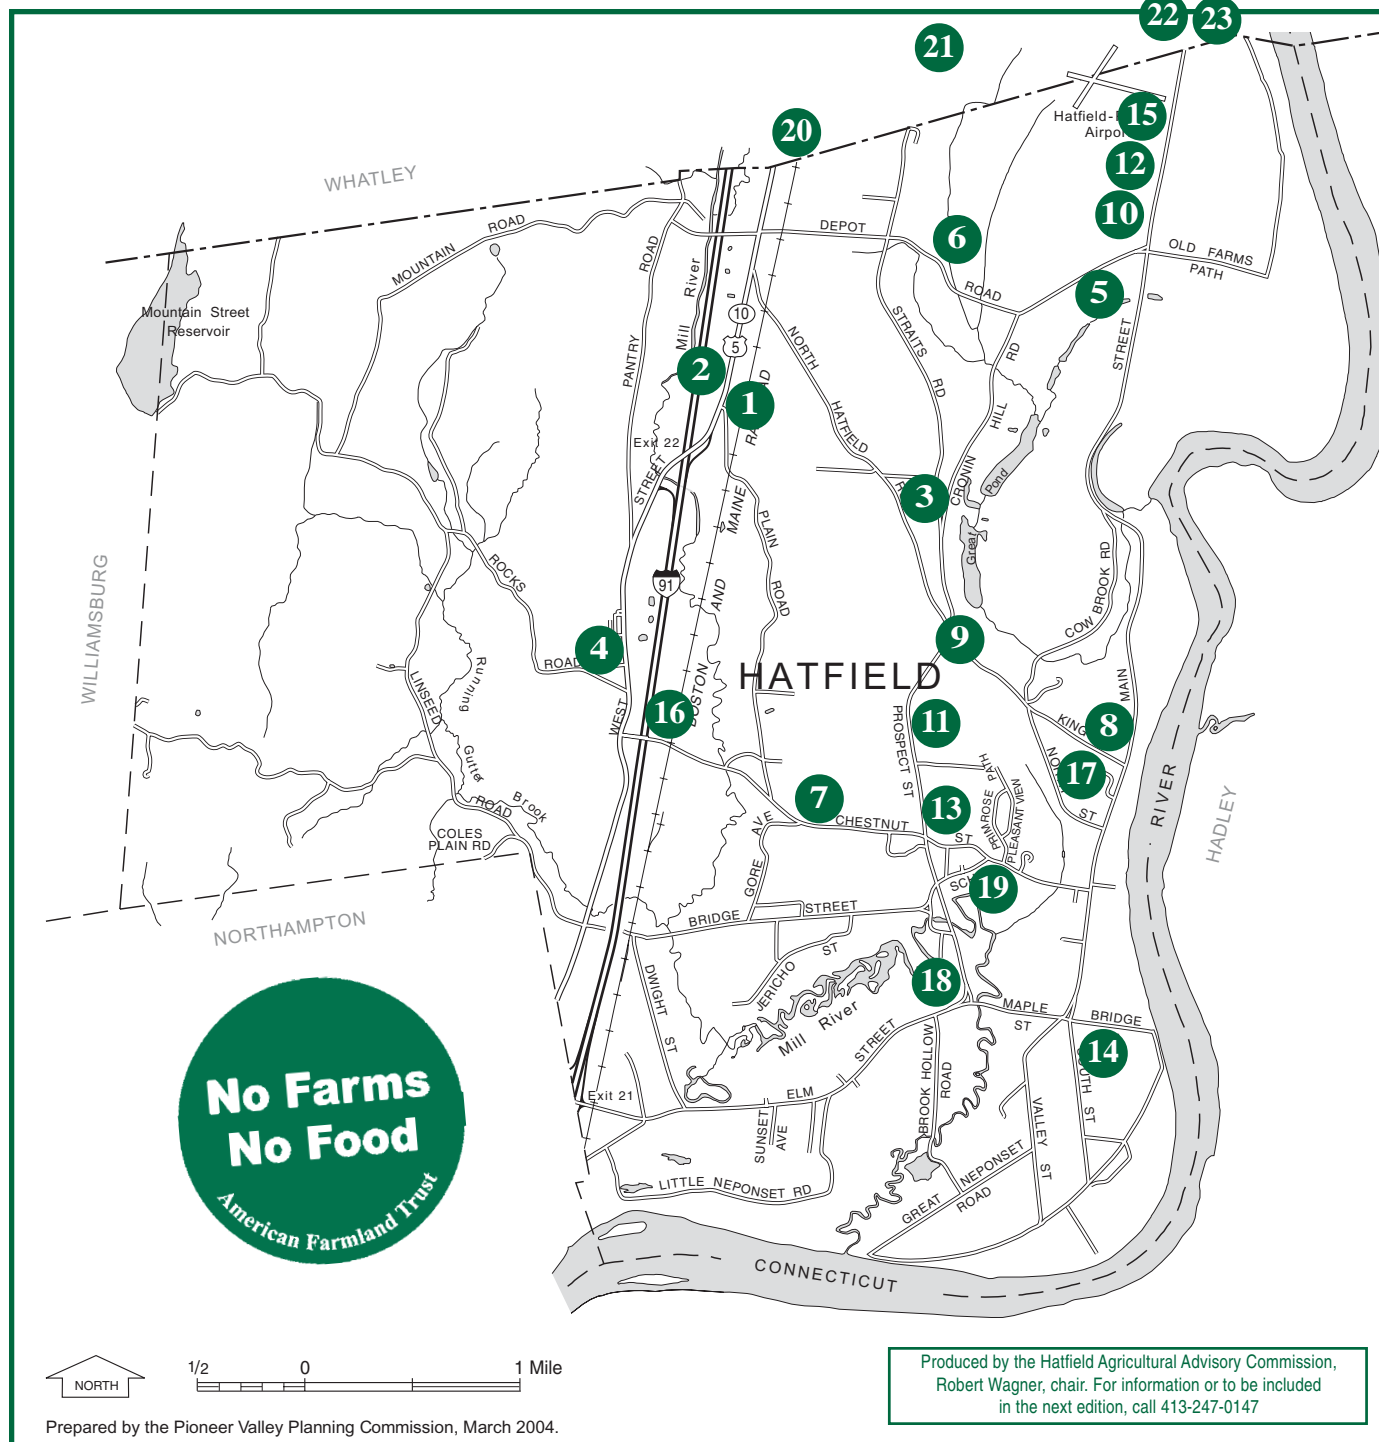 22
23
21
Hatfield-
Airpor
15
20
12
WHATLEY
10
MOUNTAIN ROAD
ROAD
DEPOT
6
OLD FARMS
PATH
Mill River
5
ROAD
Mountain Street
Reservoir
10
5
NORTH
STRAITS
RD
STREET
PANTRY
2
RD
1
HATFIELD
HILL
Exit 22
STREET
CRONIN
Pond
3
MAINE
PLAIN
Great
ROCKS
91
AND
ROAD
COW BROOK RD
WILLIAMSBURG
9
4
ROAD
HATFIELD
Running
LINSEED
BOSTON
MAIN
16
WEST
PROSPECT ST
11
KING
8
Gutter
PRIMROSE PATH
PLEASANT VIEW
17
RIVER
HADLEY
Brook
ROAD
7
13
ST
COLES
PLAIN RD
AVE
CHESTNUT
ST
GORE
SCH
19
NORTHAMPTON
BRIDGE
STREET
DWIGHT
ST
JERICHO
ST
18
Mill River
MAPLE
ST
BRIDGE
STREET
14
BROOK HOLLOW
ROAD
SOUTH ST
No Farms
No Food
American Farmland Trust
Exit 21
ELM
SUNSET
AVE
VALLEY
ST
LITTLE NEPONSET RD
GREAT
NEPONSET
ROAD
CONNECTICUT
NORTH
1/2 0 1 Mile
Produced by the Hatfield Agricultural Advisory Commission,
Robert Wagner, chair. For information or to be included
in the next edition, call 413-247-0147
Prepared by the Pioneer Valley Planning Commission, March 2004.